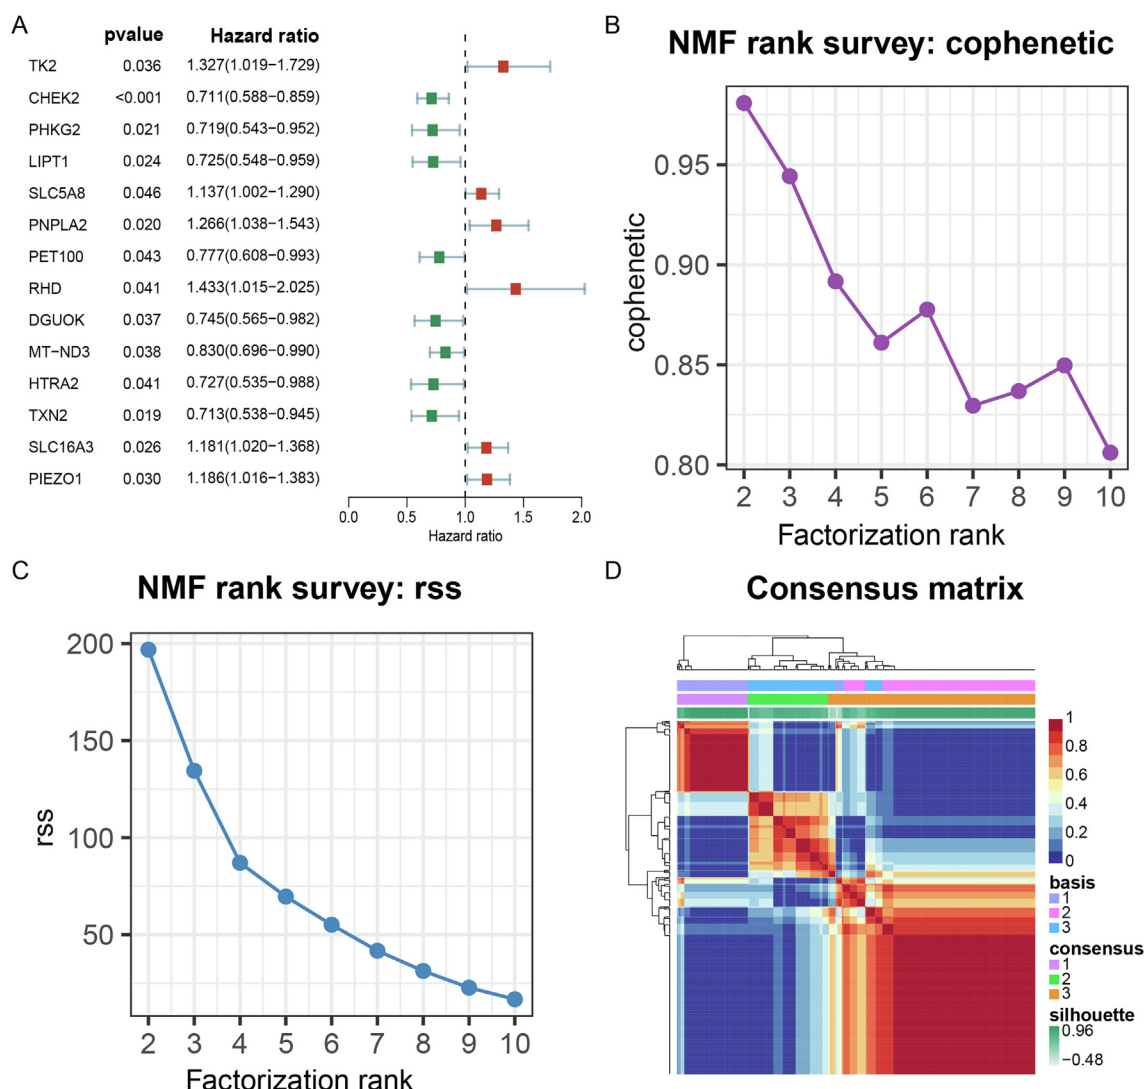 A
pvalue Hazard ratio
TK2 0.036 1.327(1.019−1.729)
CHEK2 <0.001 0.711(0.588−0.859)
PHKG2 0.021 0.719(0.543−0.952)
LIPT1 0.024 0.725(0.548−0.959)
SLC5A8 0.046 1.137(1.002−1.290)
PNPLA2 0.020 1.266(1.038−1.543)
PET100 0.043 0.777(0.608−0.993)
RHD 0.041 1.433(1.015−2.025)
DGUOK 0.037 0.745(0.565−0.982)
MT−ND3 0.038 0.830(0.696−0.990)
HTRA2 0.041 0.727(0.535−0.988)
TXN2 0.019 0.713(0.538−0.945)
SLC16A3 0.026 1.181(1.020−1.368)
PIEZO1 0.030 1.186(1.016−1.383)
0.0 0.5 1.0 1.5 2.0
Hazard ratio
B
NMF rank survey: cophenetic
cophenetic
0.95
0.90
0.85
0.80
2 3 4 5 6 7 8 9 10
Factorization rank
C
NMF rank survey: rss
rss
200
150
100
50
2 3 4 5 6 7 8 9 10
Factorization rank
D
Consensus matrix
1
0.8
0.6
0.4
0.2
0
basis
1
2
3
consensus
1
2
3
silhouette
0.96
−0.48